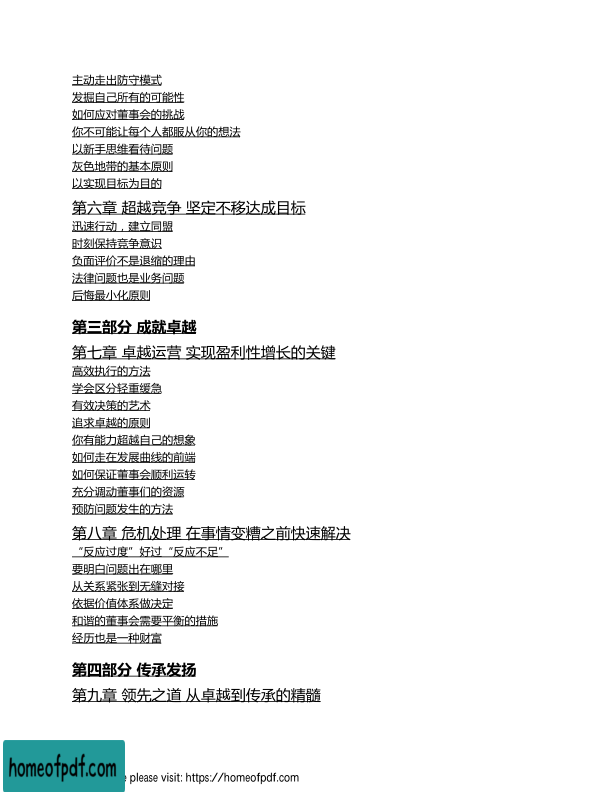 主动走出防守模式
发掘自己所有的可能性
如何应对董事会的挑战
你不可能让每个人都服从你的想法
以新手思维看待问题
灰色地带的基本原则
以实现目标为目的
第六章 超越竞争 坚定不移达成目标
迅速行动，建立同盟
时刻保持竞争意识
负面评价不是退缩的理由
法律问题也是业务问题
后悔最小化原则
第三部分 成就卓越
第七章 卓越运营 实现盈利性增长的关键
高效执行的方法
学会区分轻重缓急
有效决策的艺术
追求卓越的原则
你有能力超越自己的想象
如何走在发展曲线的前端
如何保证董事会顺利运转
充分调动董事们的资源
预防问题发生的方法
第八章 危机处理 在事情变糟之前快速解决
“反应过度”好过“反应不足”
要明白问题出在哪里
从关系紧张到无缝对接
依据价值体系做决定
和谐的董事会需要平衡的措施
经历也是一种财富
第四部分 传承发扬
第九章 领先之道 从卓越到传承的精髓
homeofpdf.com
e please visit: https://homeofpdf.com